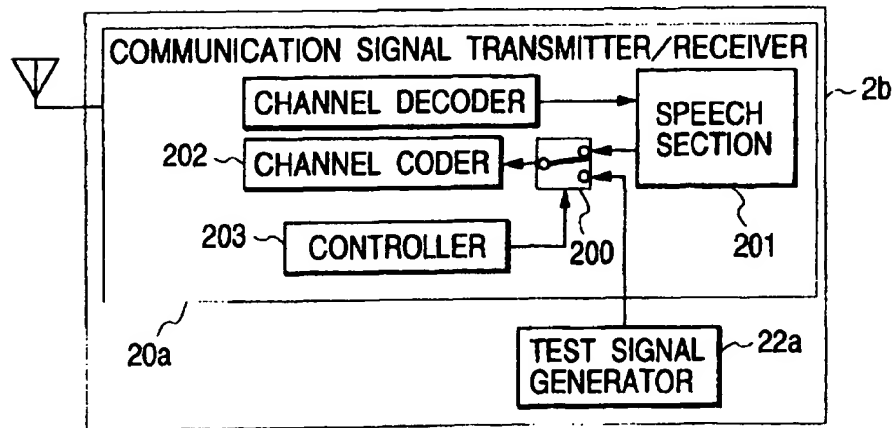 COMMUNICATION SIGNAL TRANSMITTER/RECEIVER
2b
CHANNEL DECODER
SPEECH
SECTION
202
CHANNEL CODER
203
CONTROLLER
200
201
20a
TEST SIGNAL
GENERATOR
22a